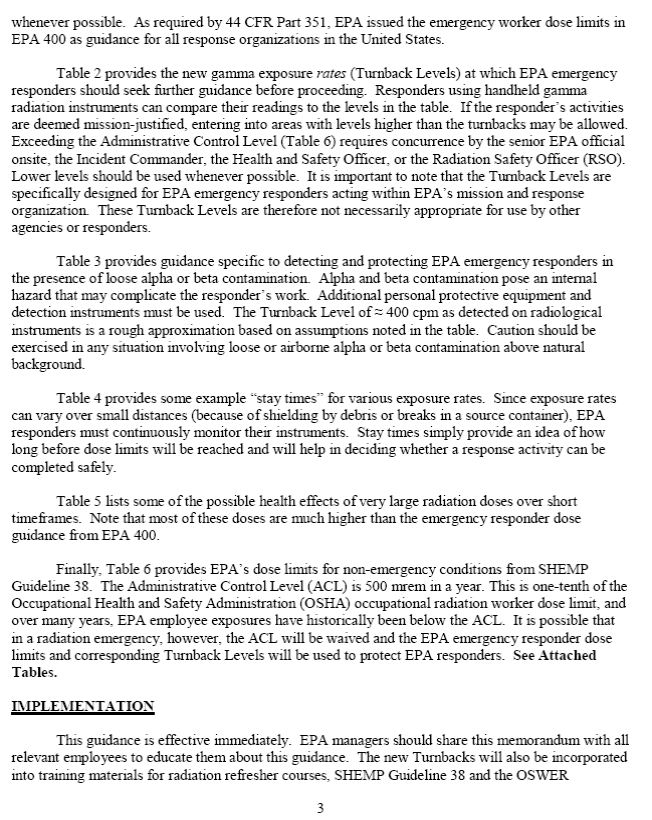 whenever possible.  As required by 44 CFR Part 351, EPA issued the emergency worker dose limits in
EPA 400 as guidance for all response organizations in the United States.
Table 2 provides the new gamma exposure rates (Turnback Levels) at which EPA emergency
responders should seek further guidance before proceeding.  Responders using handheld gamma
radiation instruments can compare their readings to the levels in the table.  If the responder's activities
are deemed mission-justified, entering into areas with levels higher than the turnbacks may be allowed.
Exceeding the Administrative Control Level (Table 6) requires concurrence by the senior EPA official
onsite, the Incident Commander, the Health and Safety Officer, or the Radiation Safety Officer (RSO).
Lower levels should be used whenever possible.  It is important to note that the Turnback Levels are
specifically designed for EPA emergency responders acting within EPA's mission and response
organization.  These Turnback Levels are therefore not necessarily appropriate for use by other
agencies or responders.
Table 3 provides guidance specific to detecting and protecting EPA emergency responders in
the presence of loose alpha or beta contamination.  Alpha and beta contamination pose an internal
hazard that may complicate the responder's work.  Additional personal protective equipment and
detection instruments must be used.  The Turnback Level of ≈ 400 cpm as detected on radiological
instruments is a rough approximation based on assumptions noted in the table.  Caution should be
exercised in any situation involving loose or airborne alpha or beta contamination above natural
background.
Table 4 provides some example “stay times” for various exposure rates.  Since exposure rates
can vary over small distances (because of shielding by debris or breaks in a source container), EPA
responders must continuously monitor their instruments.  Stay times simply provide an idea of how
long before dose limits will be reached and will help in deciding whether a response activity can be
completed safely.
Table 5 lists some of the possible health effects of very large radiation doses over short
timeframes.  Note that most of these doses are much higher than the emergency responder dose
guidance from EPA 400.
Finally, Table 6 provides EPA's dose limits for non-emergency conditions from SHEMP
Guideline 38.  The Administrative Control Level (ACL) is 500 mrem in a year. This is one-tenth of the
Occupational Health and Safety Administration (OSHA) occupational radiation worker dose limit, and
over many years, EPA employee exposures have historically been below the ACL.  It is possible that
in a radiation emergency, however, the ACL will be waived and the EPA emergency responder dose
limits and corresponding Turnback Levels will be used to protect EPA responders.  See Attached
Tables.
IMPLEMENTATION
This guidance is effective immediately.  EPA managers should share this memorandum with all
relevant employees to educate them about this guidance.  The new Turnbacks will also be incorporated
into training materials for radiation refresher courses, SHEMP Guideline 38 and the OSWER
3